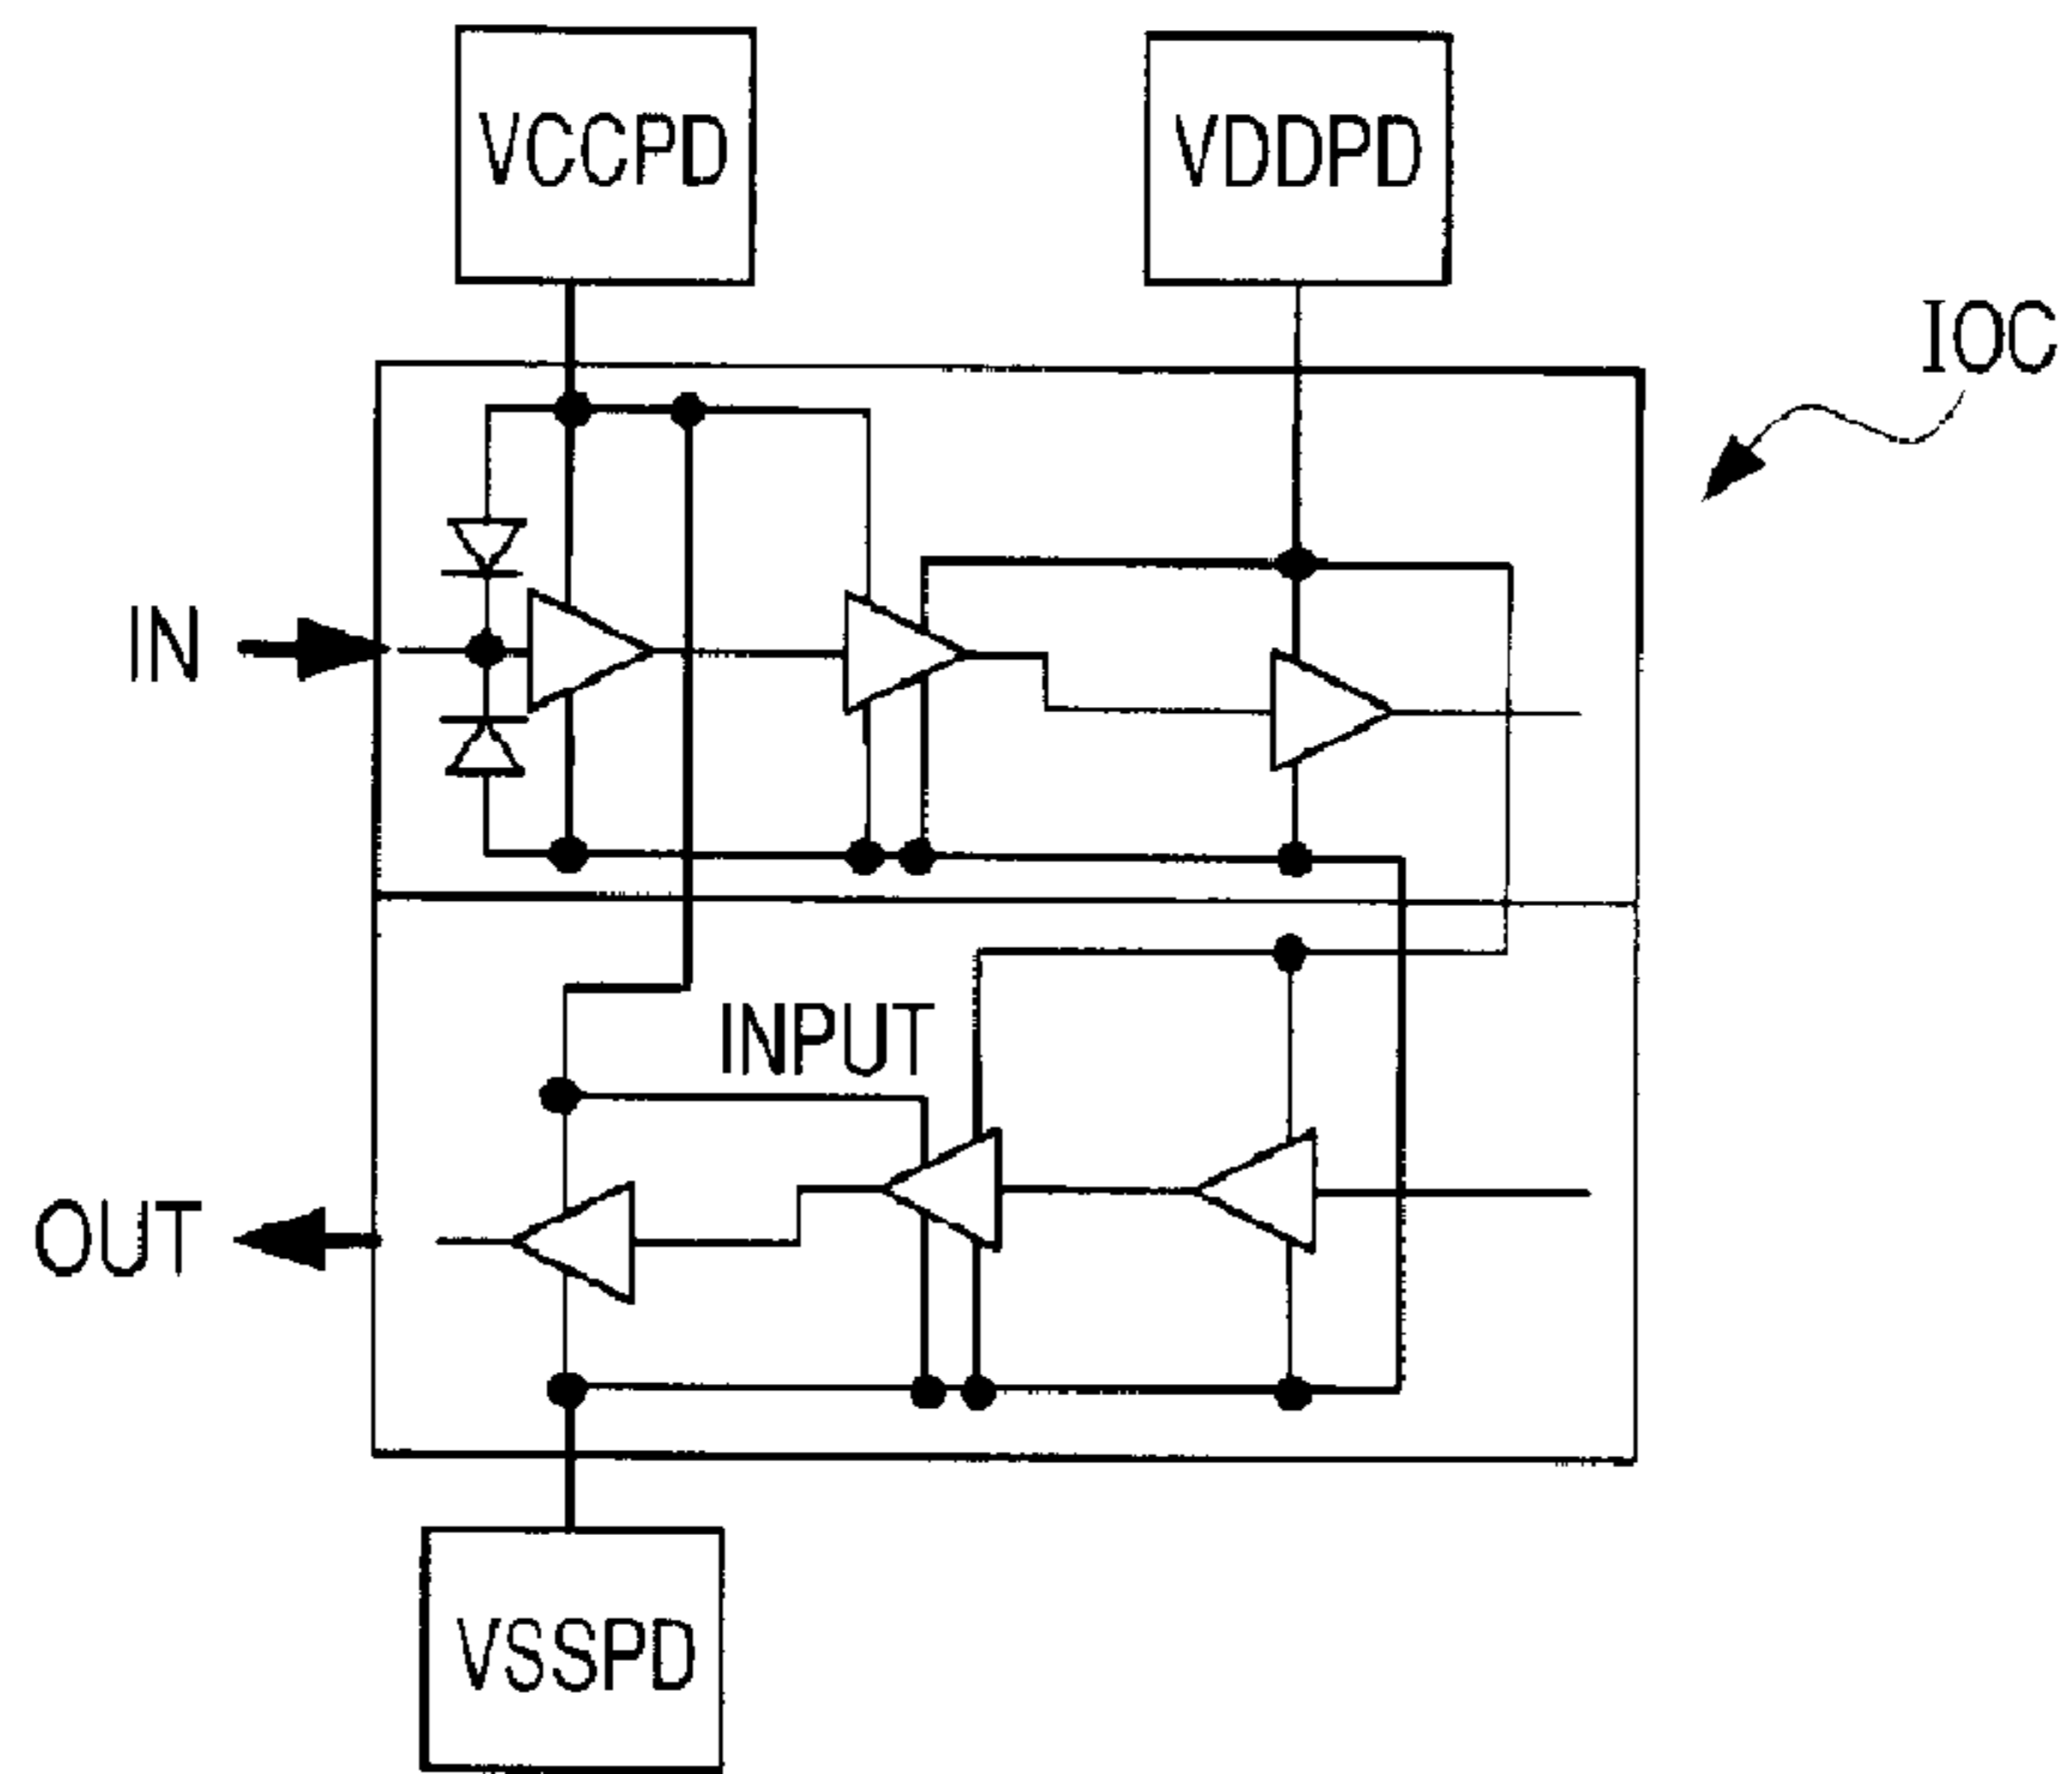 VCCPD
VDDPD
IOC
IN
INPUT
OUT
VSSPD